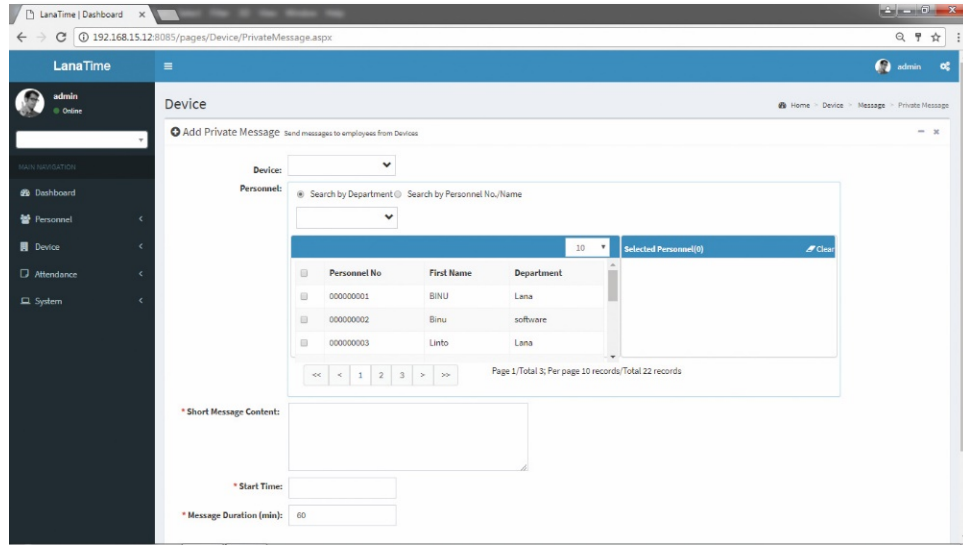 LanaTime | Dashboard
192.168.15.12:8085/pages/Device/PrivateMessage.aspx
LanaTime
admin
admin
Online
Device
Home > Device > Message > Private Message
Add Private Message Send messages to employees from Devices
MAIN NAVIGATION
Dashboard
Personnel
Device
Attendance
System
Device:
Personnel:
Search by Department Search by Personnel No./Name
10
Selected Personnel(0) Clear
Personnel No First Name Department
000000001 BINU Lana
000000002 Binu software
000000003 Linto Lana
<< < 1 2 3 > >> Page 1/Total 3; Per page 10 records/Total 22 records
* Short Message Content:
* Start Time:
* Message Duration (min): 60